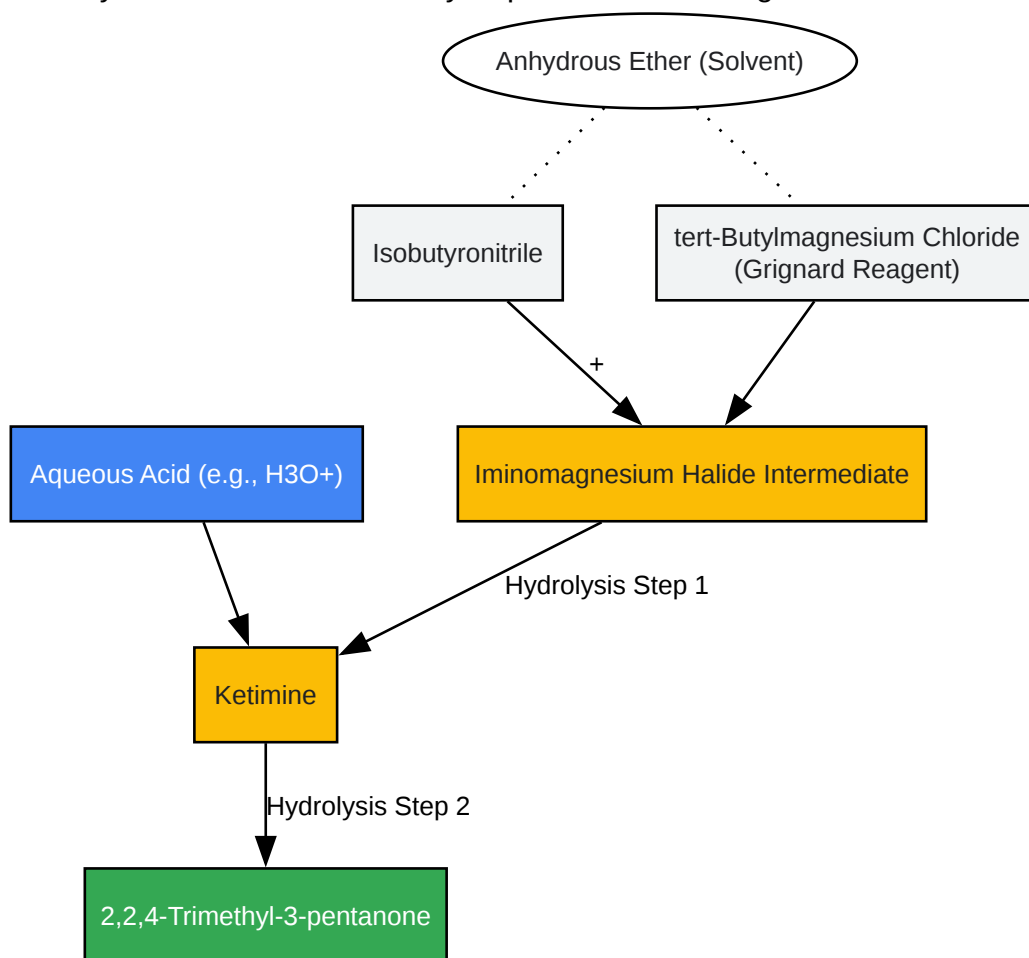 Anhydrous Ether (Solvent)
Isobutyronitrile
tert-Butylmagnesium Chloride
(Grignard Reagent)
+
Aqueous Acid (e.g., H3O+)
Iminomagnesium Halide Intermediate
Hydrolysis Step 1
Ketimine
Hydrolysis Step 2
2,2,4-Trimethyl-3-pentanone